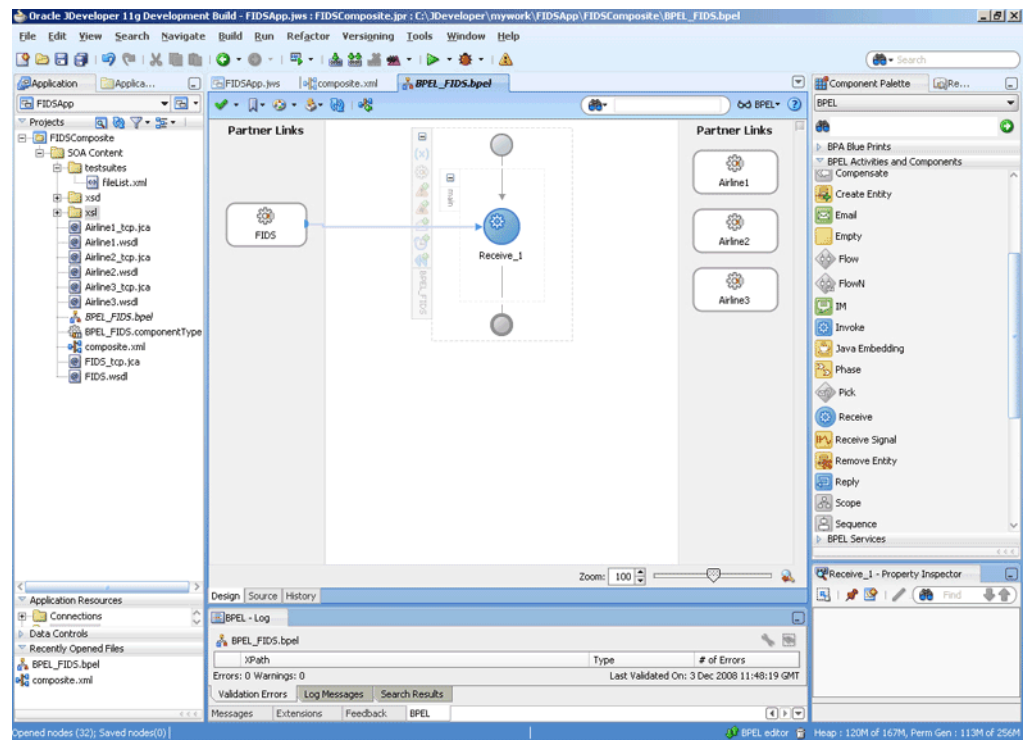 Oracle JDeveloper 11g Development Build - FIDSApp.jws : FIDSComposite.jpr : C:\JDeveloper\mywork\FIDSApp\FIDSComposite\BPEL_FIDS.bpel
File Edit View Search Navigate Build Run Refactor Versigning Tools Window Help
Search
Application Applica...
FIDSApp
Projects
FIDSComposite
SOA Content
testsuites
fileList.xml
xsd
xsl
Airline1_tcp.jca
Airline1.wsdl
Airline2_tcp.jca
Airline2.wsdl
Airline3_tcp.jca
Airline3.wsdl
BPEL_FIDS.bpel
BPEL_FIDS.componentType
composite.xml
FIDS_tcp.jca
FIDS.wsdl
Application Resources
Connections
Data Controls
Recently Opened Files
BPEL_FIDS.bpel
composite.xml
FIDSApp.jws composite.xml BPEL_FIDS.bpel
BPEL
Partner Links
FIDS
(x)
main
BPEL_FIDS
Receive_1
Partner Links
Airline1
Airline2
Airline3
Zoom: 100
Design Source History
BPEL - Log
BPEL_FIDS.bpel
XPath Type # of Errors
Errors: 0 Warnings: 0 Last Validated On: 3 Dec 2008 11:48:19 GMT
Validation Errors Log Messages Search Results
Messages Extensions Feedback BPEL
Component Palette Re...
BPEL
BPA Blue Prints
BPEL Activities and Components
Compensate
Create Entity
Email
Empty
Flow
FlowN
IM
Invoke
Java Embedding
Phase
Pick
Receive
Receive Signal
Remove Entity
Reply
Scope
Sequence
BPEL Services
Receive_1 - Property Inspector
Find
Opened nodes (32); Saved nodes(0) BPEL editor Heap : 120M of 167M, Perm Gen : 113M of 256M